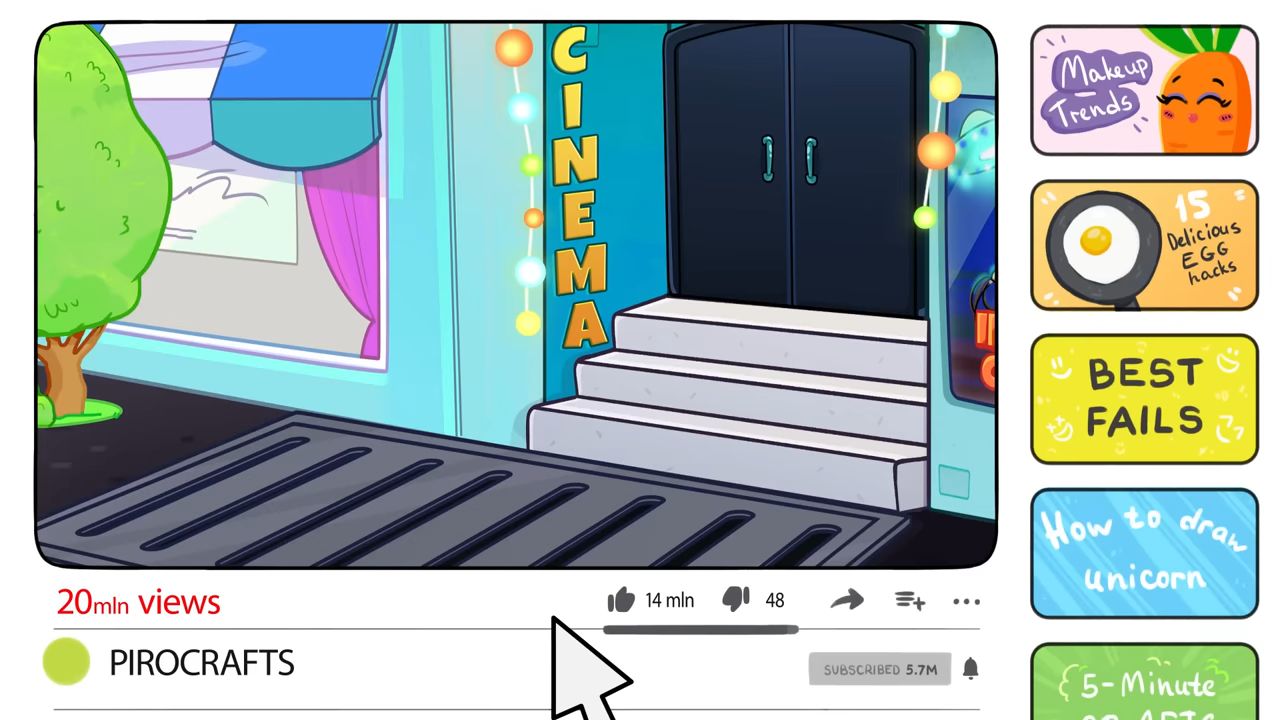 CINEMA
20mln views
14 mln
48
PIROCRAFTS
SUBSCRIBED 5.7M
Makeup
Trends
15
Delicious
EGG
hacks
BEST
FAILS
How to draw
unicorn
5-Minute